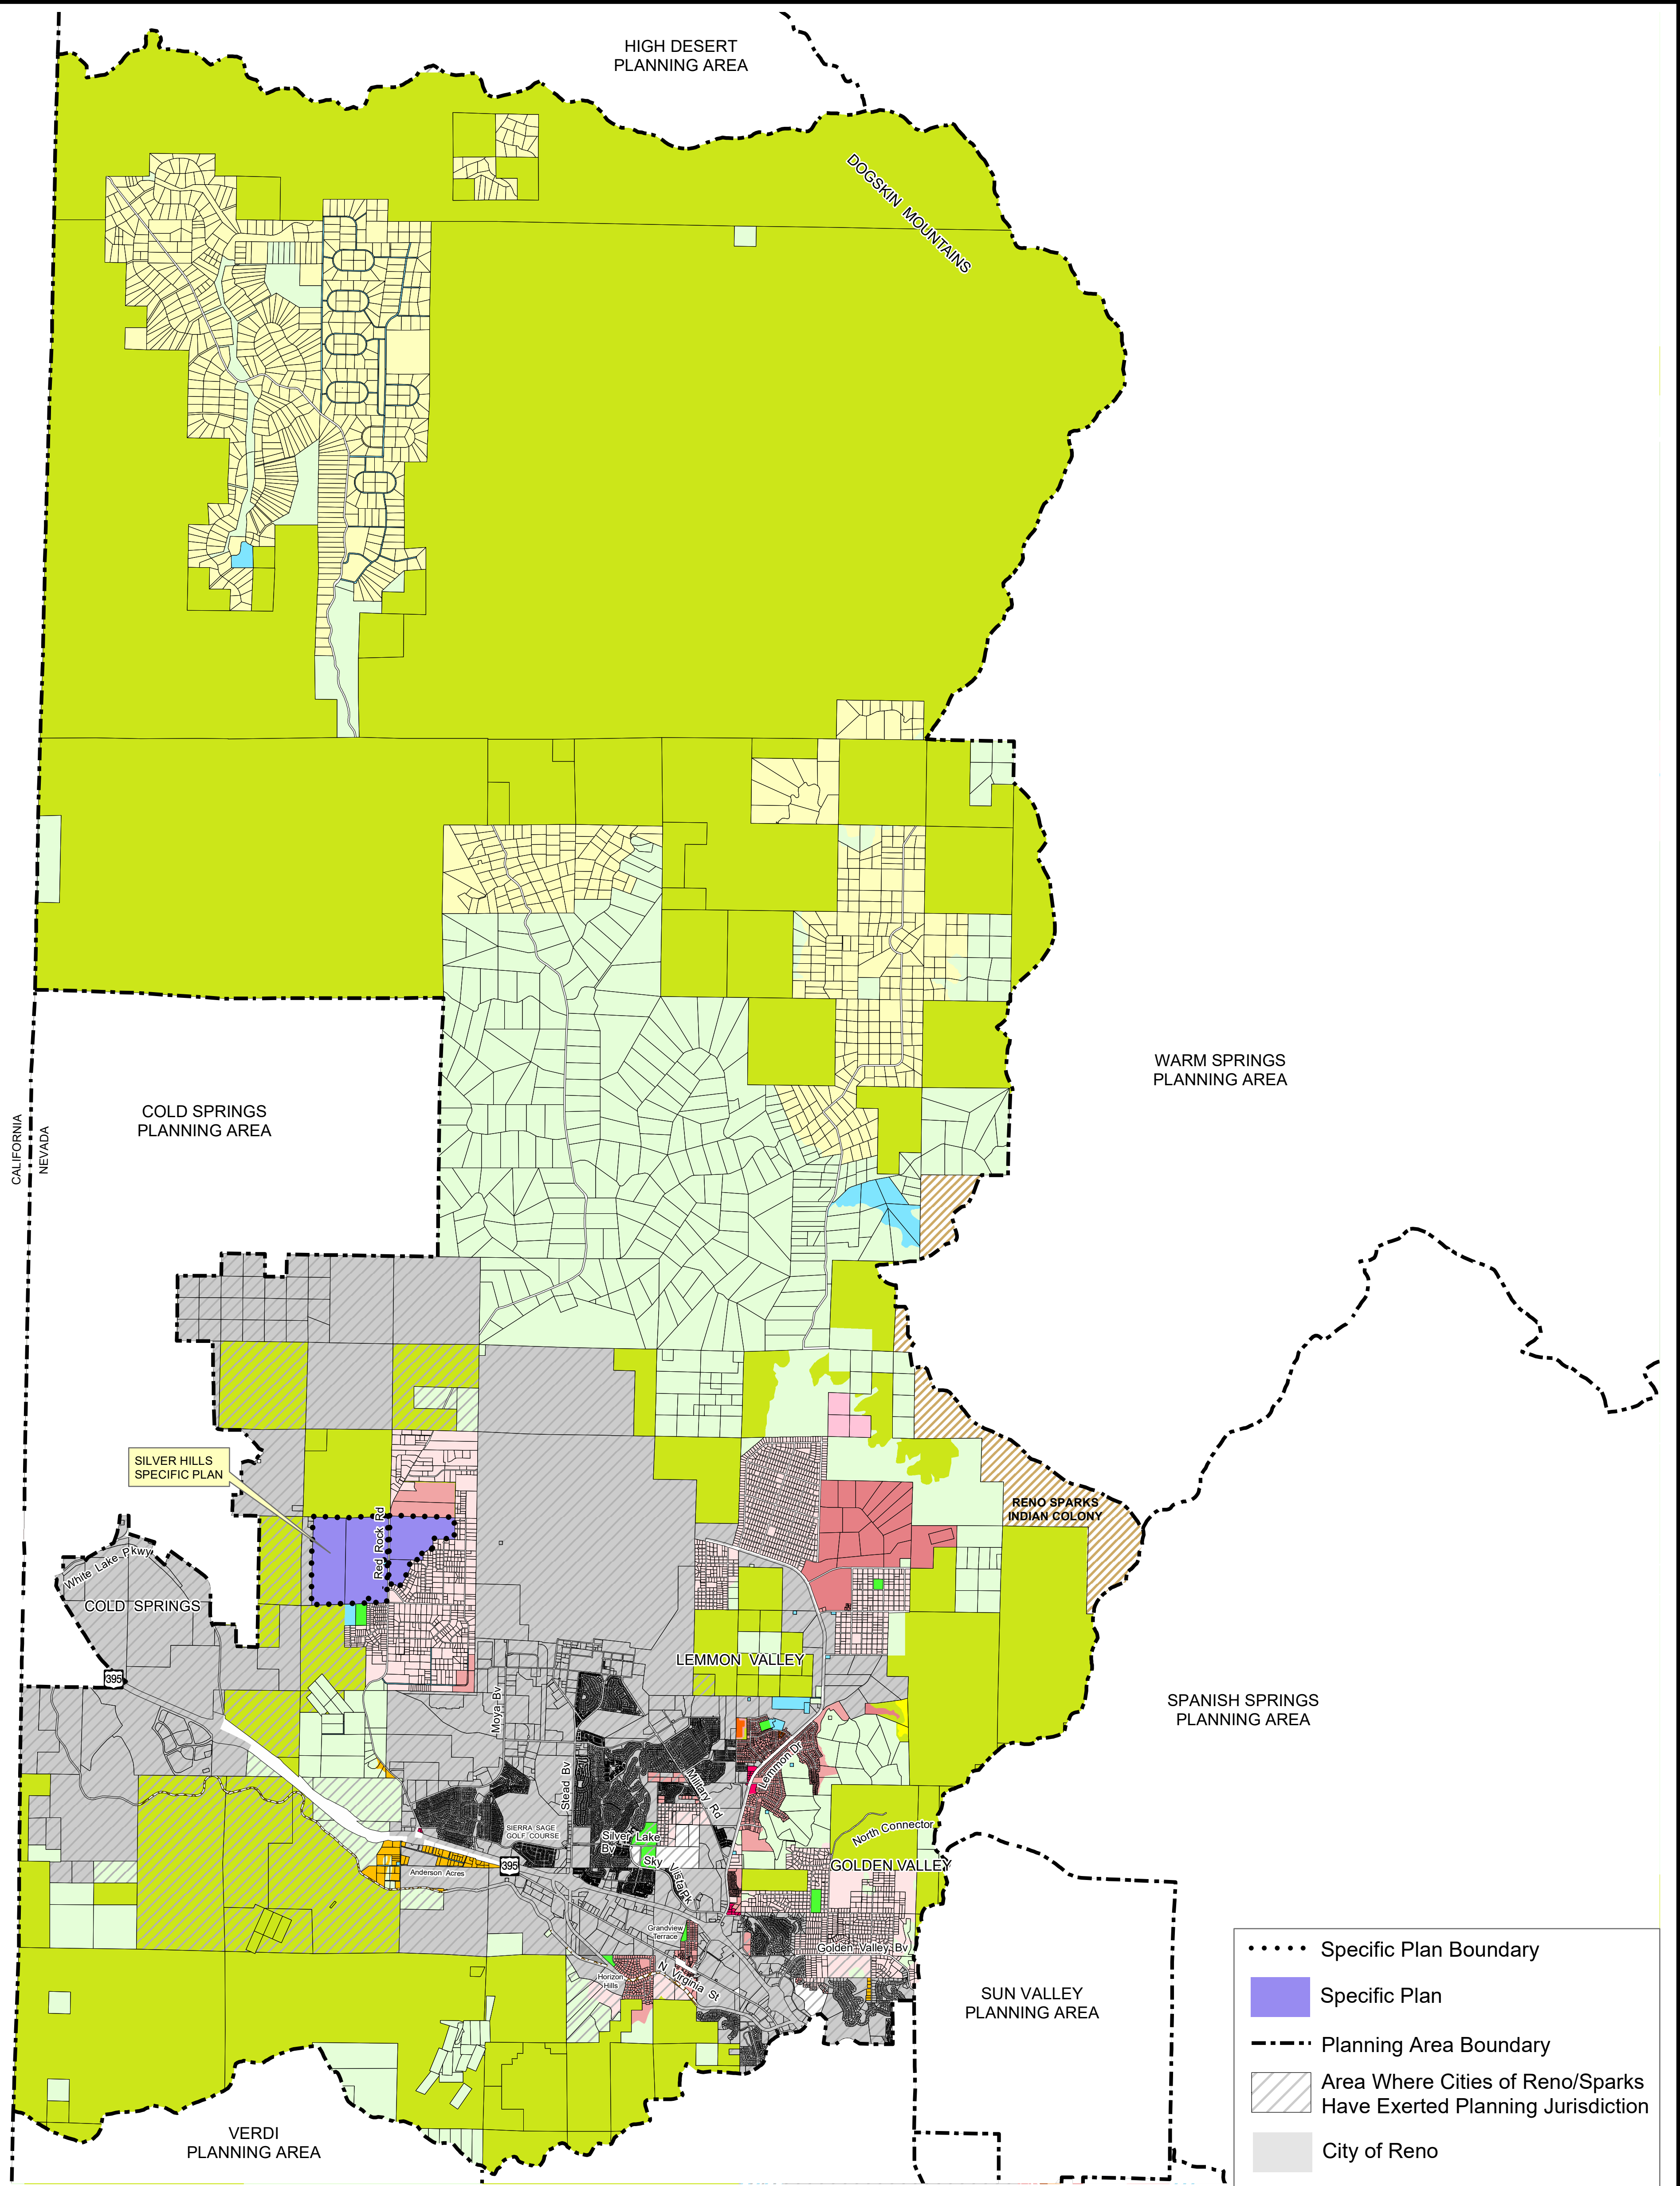 HIGH DESERT
PLANNING AREA
DOGSKIN MOUNTAINS
WARM SPRINGS
PLANNING AREA
COLD SPRINGS
PLANNING AREA
CALIFORNIA
NEVADA
SILVER HILLS
SPECIFIC PLAN
Red Rock Rd
RENO SPARKS
INDIAN COLONY
White Lake Pkwy
COLD SPRINGS
395
LEMMON VALLEY
SPANISH SPRINGS
PLANNING AREA
Moya Bv
Stead Bv
Military Rd
Lemmon Dr
North Connector
SIERRA SAGE
GOLF COURSE
Silver Lake
Bv
Sky Vista Pk
GOLDEN VALLEY
395
Anderson Acres
Grandview
Terrace
Golden Valley Bv
Horizon
Hills
N Virginia St
SUN VALLEY
PLANNING AREA
VERDI
PLANNING AREA
Specific Plan Boundary
Specific Plan
Planning Area Boundary
Area Where Cities of Reno/Sparks
Have Exerted Planning Jurisdiction
City of Reno